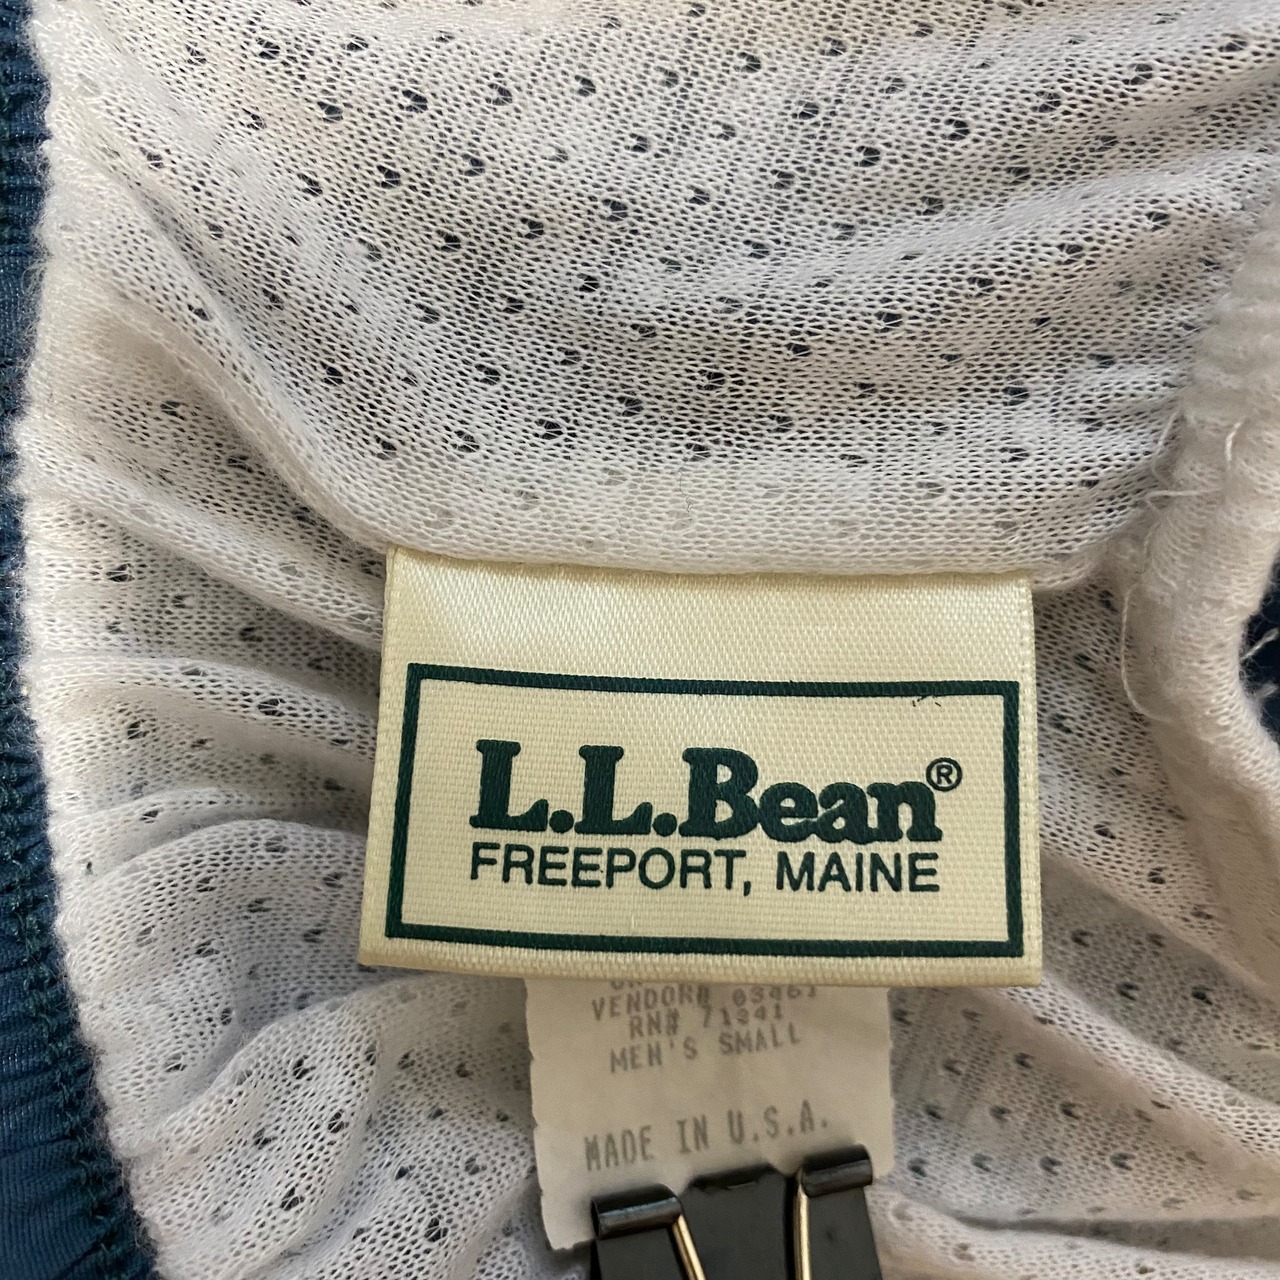 L.L.Bean®
FREEPORT, MAINE
VENDOR# 03461
RN# 71341
MEN'S SMALL
MADE IN U.S.A.